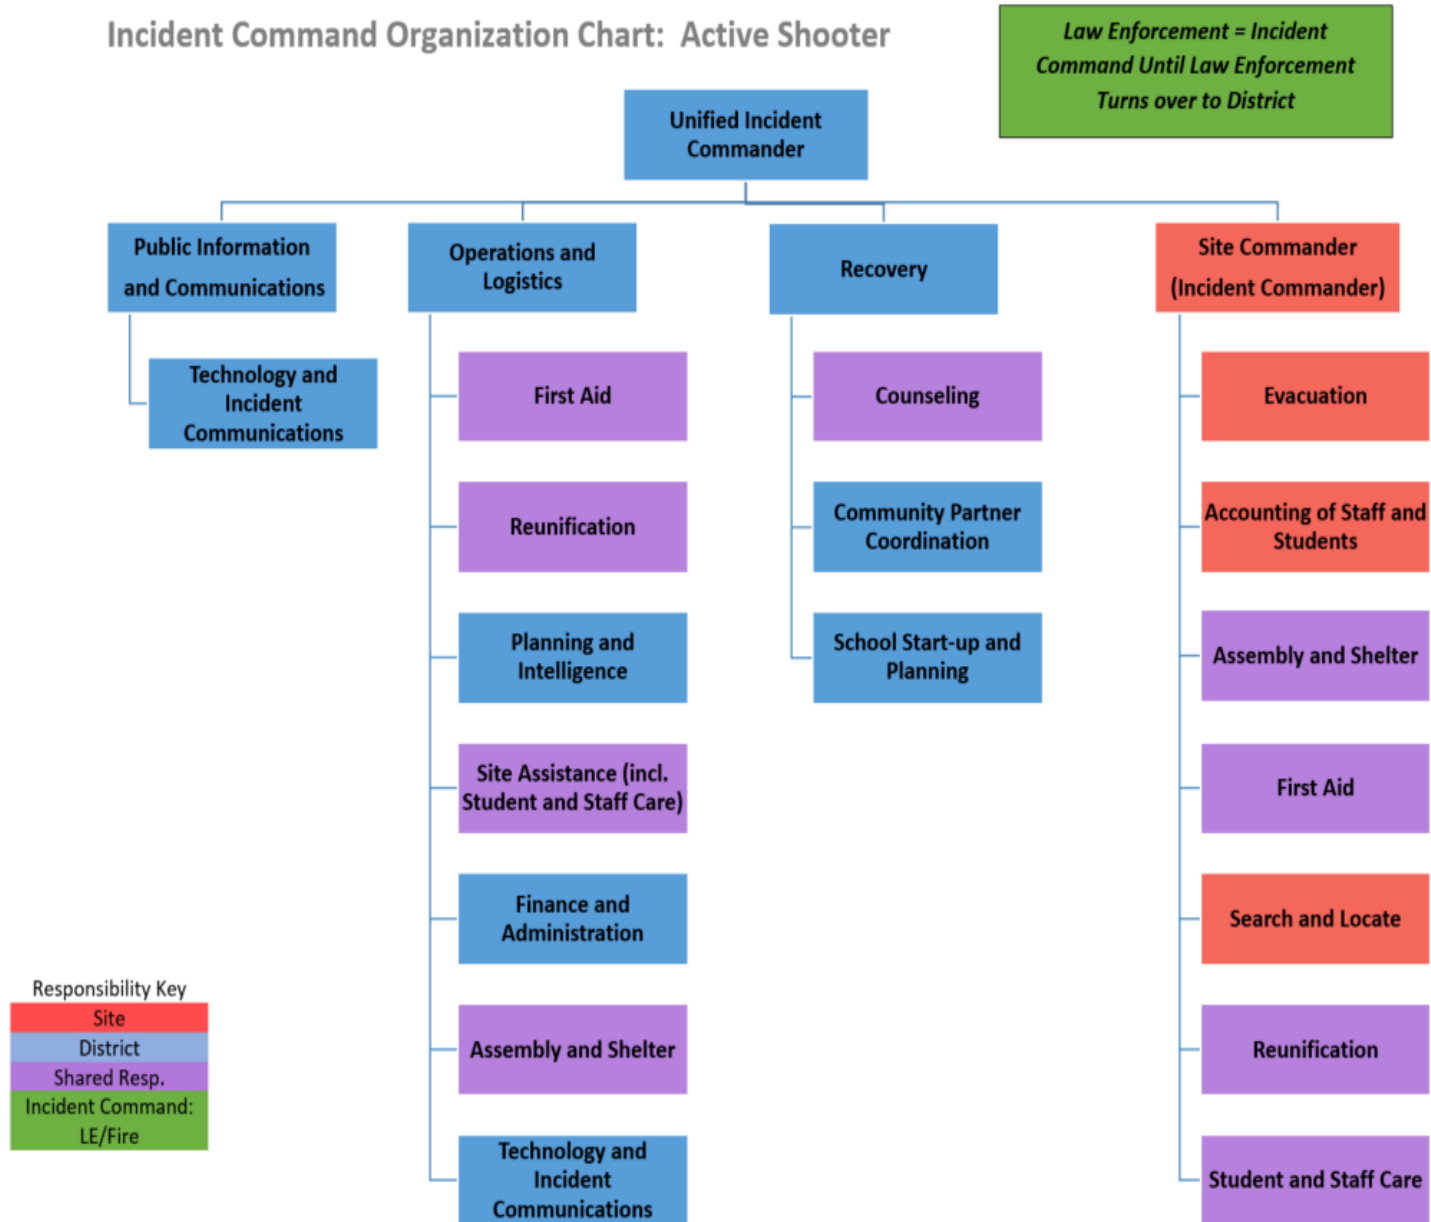 Incident Command Organization Chart: Active Shooter
Law Enforcement = Incident
Command Until Law Enforcement
Turns over to District
Unified Incident
Commander
Public Information
and Communications
Technology and
Incident
Communications
Operations and
Logistics
First Aid
Reunification
Planning and
Intelligence
Site Assistance (incl.
Student and Staff Care)
Finance and
Administration
Assembly and Shelter
Technology and
Incident
Communications
Recovery
Counseling
Community Partner
Coordination
School Start-up and
Planning
Site Commander
(Incident Commander)
Evacuation
Accounting of Staff and
Students
Assembly and Shelter
First Aid
Search and Locate
Reunification
Student and Staff Care
Responsibility Key
Site
District
Shared Resp.
Incident Command:
LE/Fire